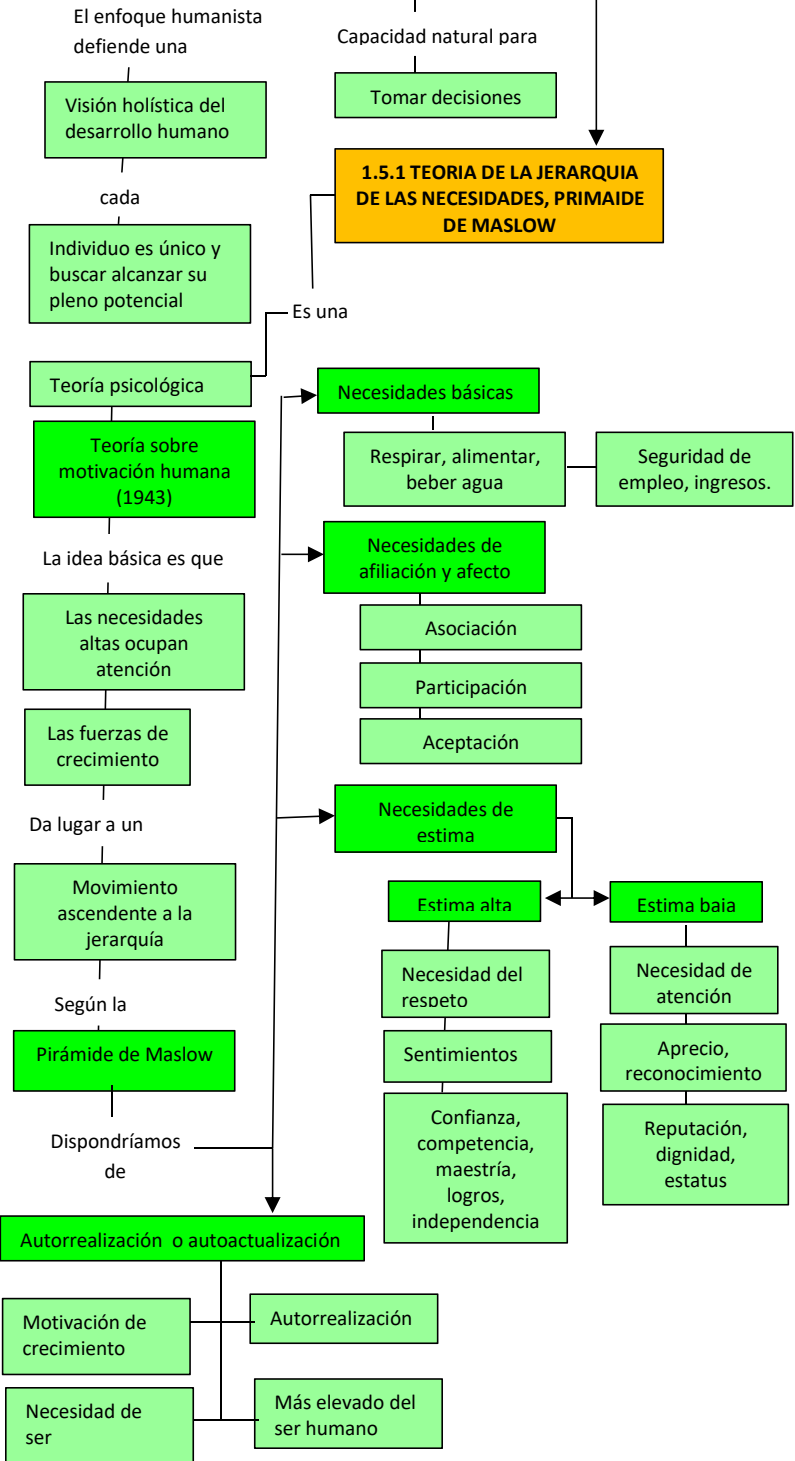 El enfoque humanista
defiende una
Visión holística del
desarrollo humano
cada
Individuo es único y
buscar alcanzar su
pleno potencial
Capacidad natural para
Tomar decisiones
1.5.1 TEORIA DE LA JERARQUIA
DE LAS NECESIDADES, PRIMAIDE
DE MASLOW
Es una
Teoría psicológica
Teoría sobre
motivación humana
(1943)
La idea básica es que
Las necesidades
altas ocupan
atención
Las fuerzas de
crecimiento
Da lugar a un
Movimiento
ascendente a la
jerarquía
Según la
Pirámide de Maslow
Dispondríamos
de
Necesidades básicas
Respirar, alimentar,
beber agua
Seguridad de
empleo, ingresos.
Necesidades de
afiliación y afecto
Asociación
Participación
Aceptación
Necesidades de
estima
Estima alta
Necesidad del
respeto
Sentimientos
Confianza,
competencia,
maestría,
logros,
independencia
Estima baja
Necesidad de
atención
Aprecio,
reconocimiento
Reputación,
dignidad,
estatus
Autorrealización o autoactualización
Motivación de
crecimiento
Autorrealización
Necesidad de
ser
Más elevado del
ser humano